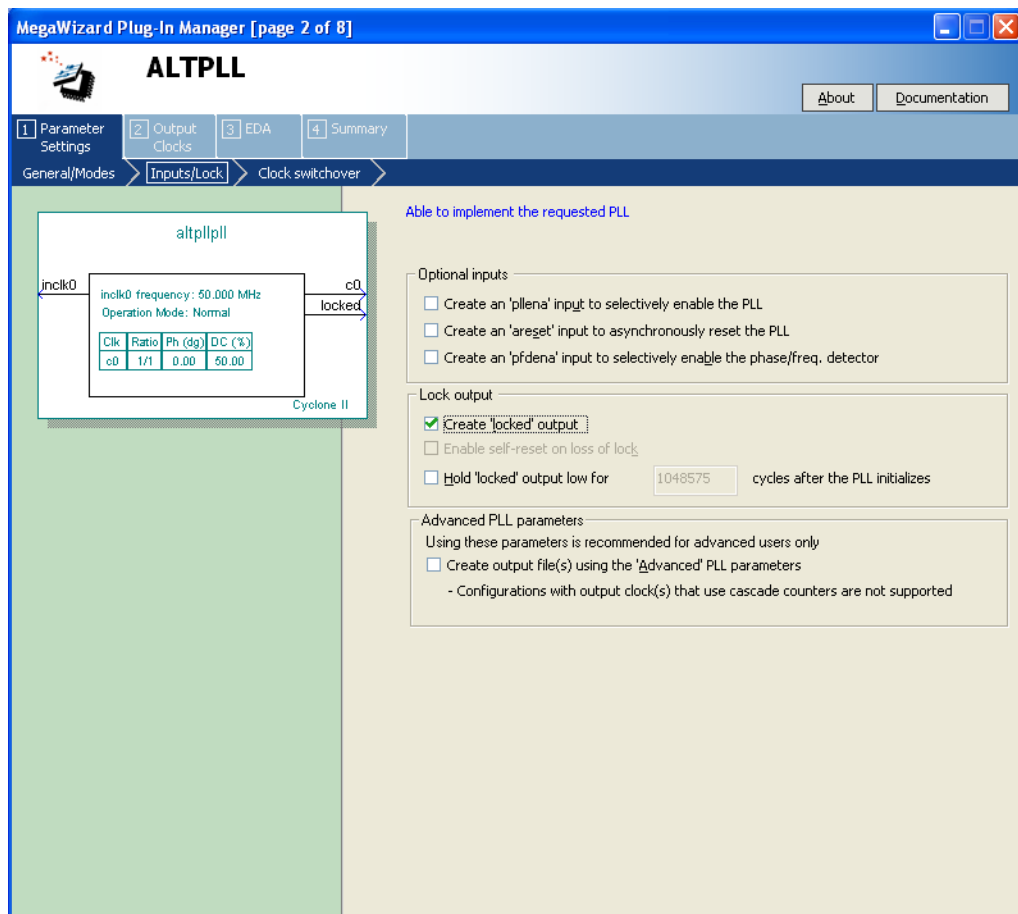 MegaWizard Plug-In Manager [page 2 of 8]
ALTPLL
About
Documentation
1 Parameter Settings
2 Output Clocks
3 EDA
4 Summary
General/Modes
Inputs/Lock
Clock switchover
altpllpll
inclk0
c0
locked
inclk0 frequency: 50.000 MHz
Operation Mode: Normal
Clk Ratio Ph (dg) DC (%)
c0 1/1 0.00 50.00
Cyclone II
Able to implement the requested PLL
Optional inputs
Create an 'pllena' input to selectively enable the PLL
Create an 'areset' input to asynchronously reset the PLL
Create an 'pfdena' input to selectively enable the phase/freq. detector
Lock output
Create 'locked' output
Enable self-reset on loss of lock
Hold 'locked' output low for 1048575 cycles after the PLL initializes
Advanced PLL parameters
Using these parameters is recommended for advanced users only
Create output file(s) using the 'Advanced' PLL parameters
- Configurations with output clock(s) that use cascade counters are not supported